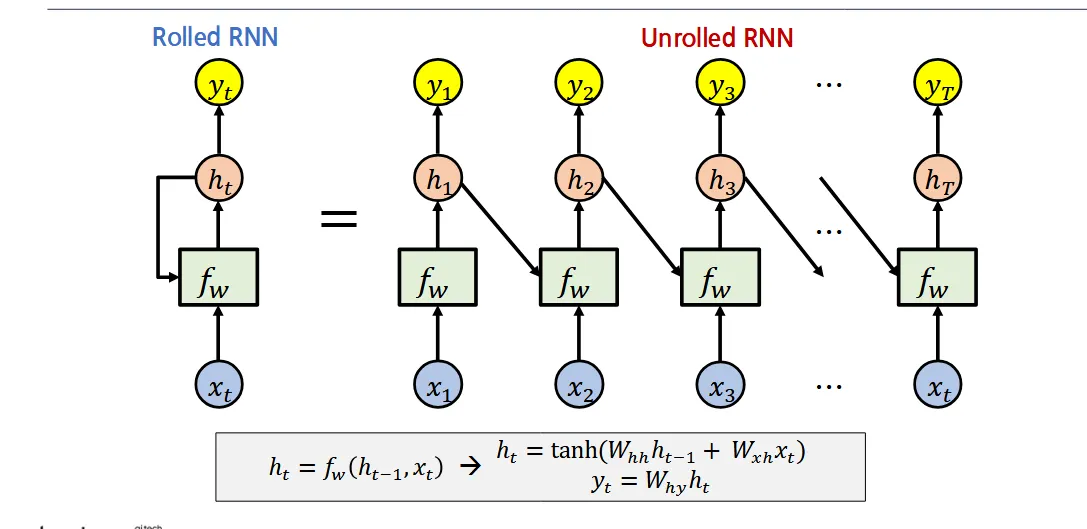 Rolled RNN
Unrolled RNN
y_t y_1 y_2 y_3 ... y_T
h_t h_1 h_2 h_3 h_T
= ...
f_w f_w f_w f_w f_w
x_t x_1 x_2 x_3 ... x_t
h_t = f_w(h_{t−1}, x_t) → h_t = tanh(W_{hh}h_{t−1} + W_{xh}x_t)
y_t = W_{hy}h_t